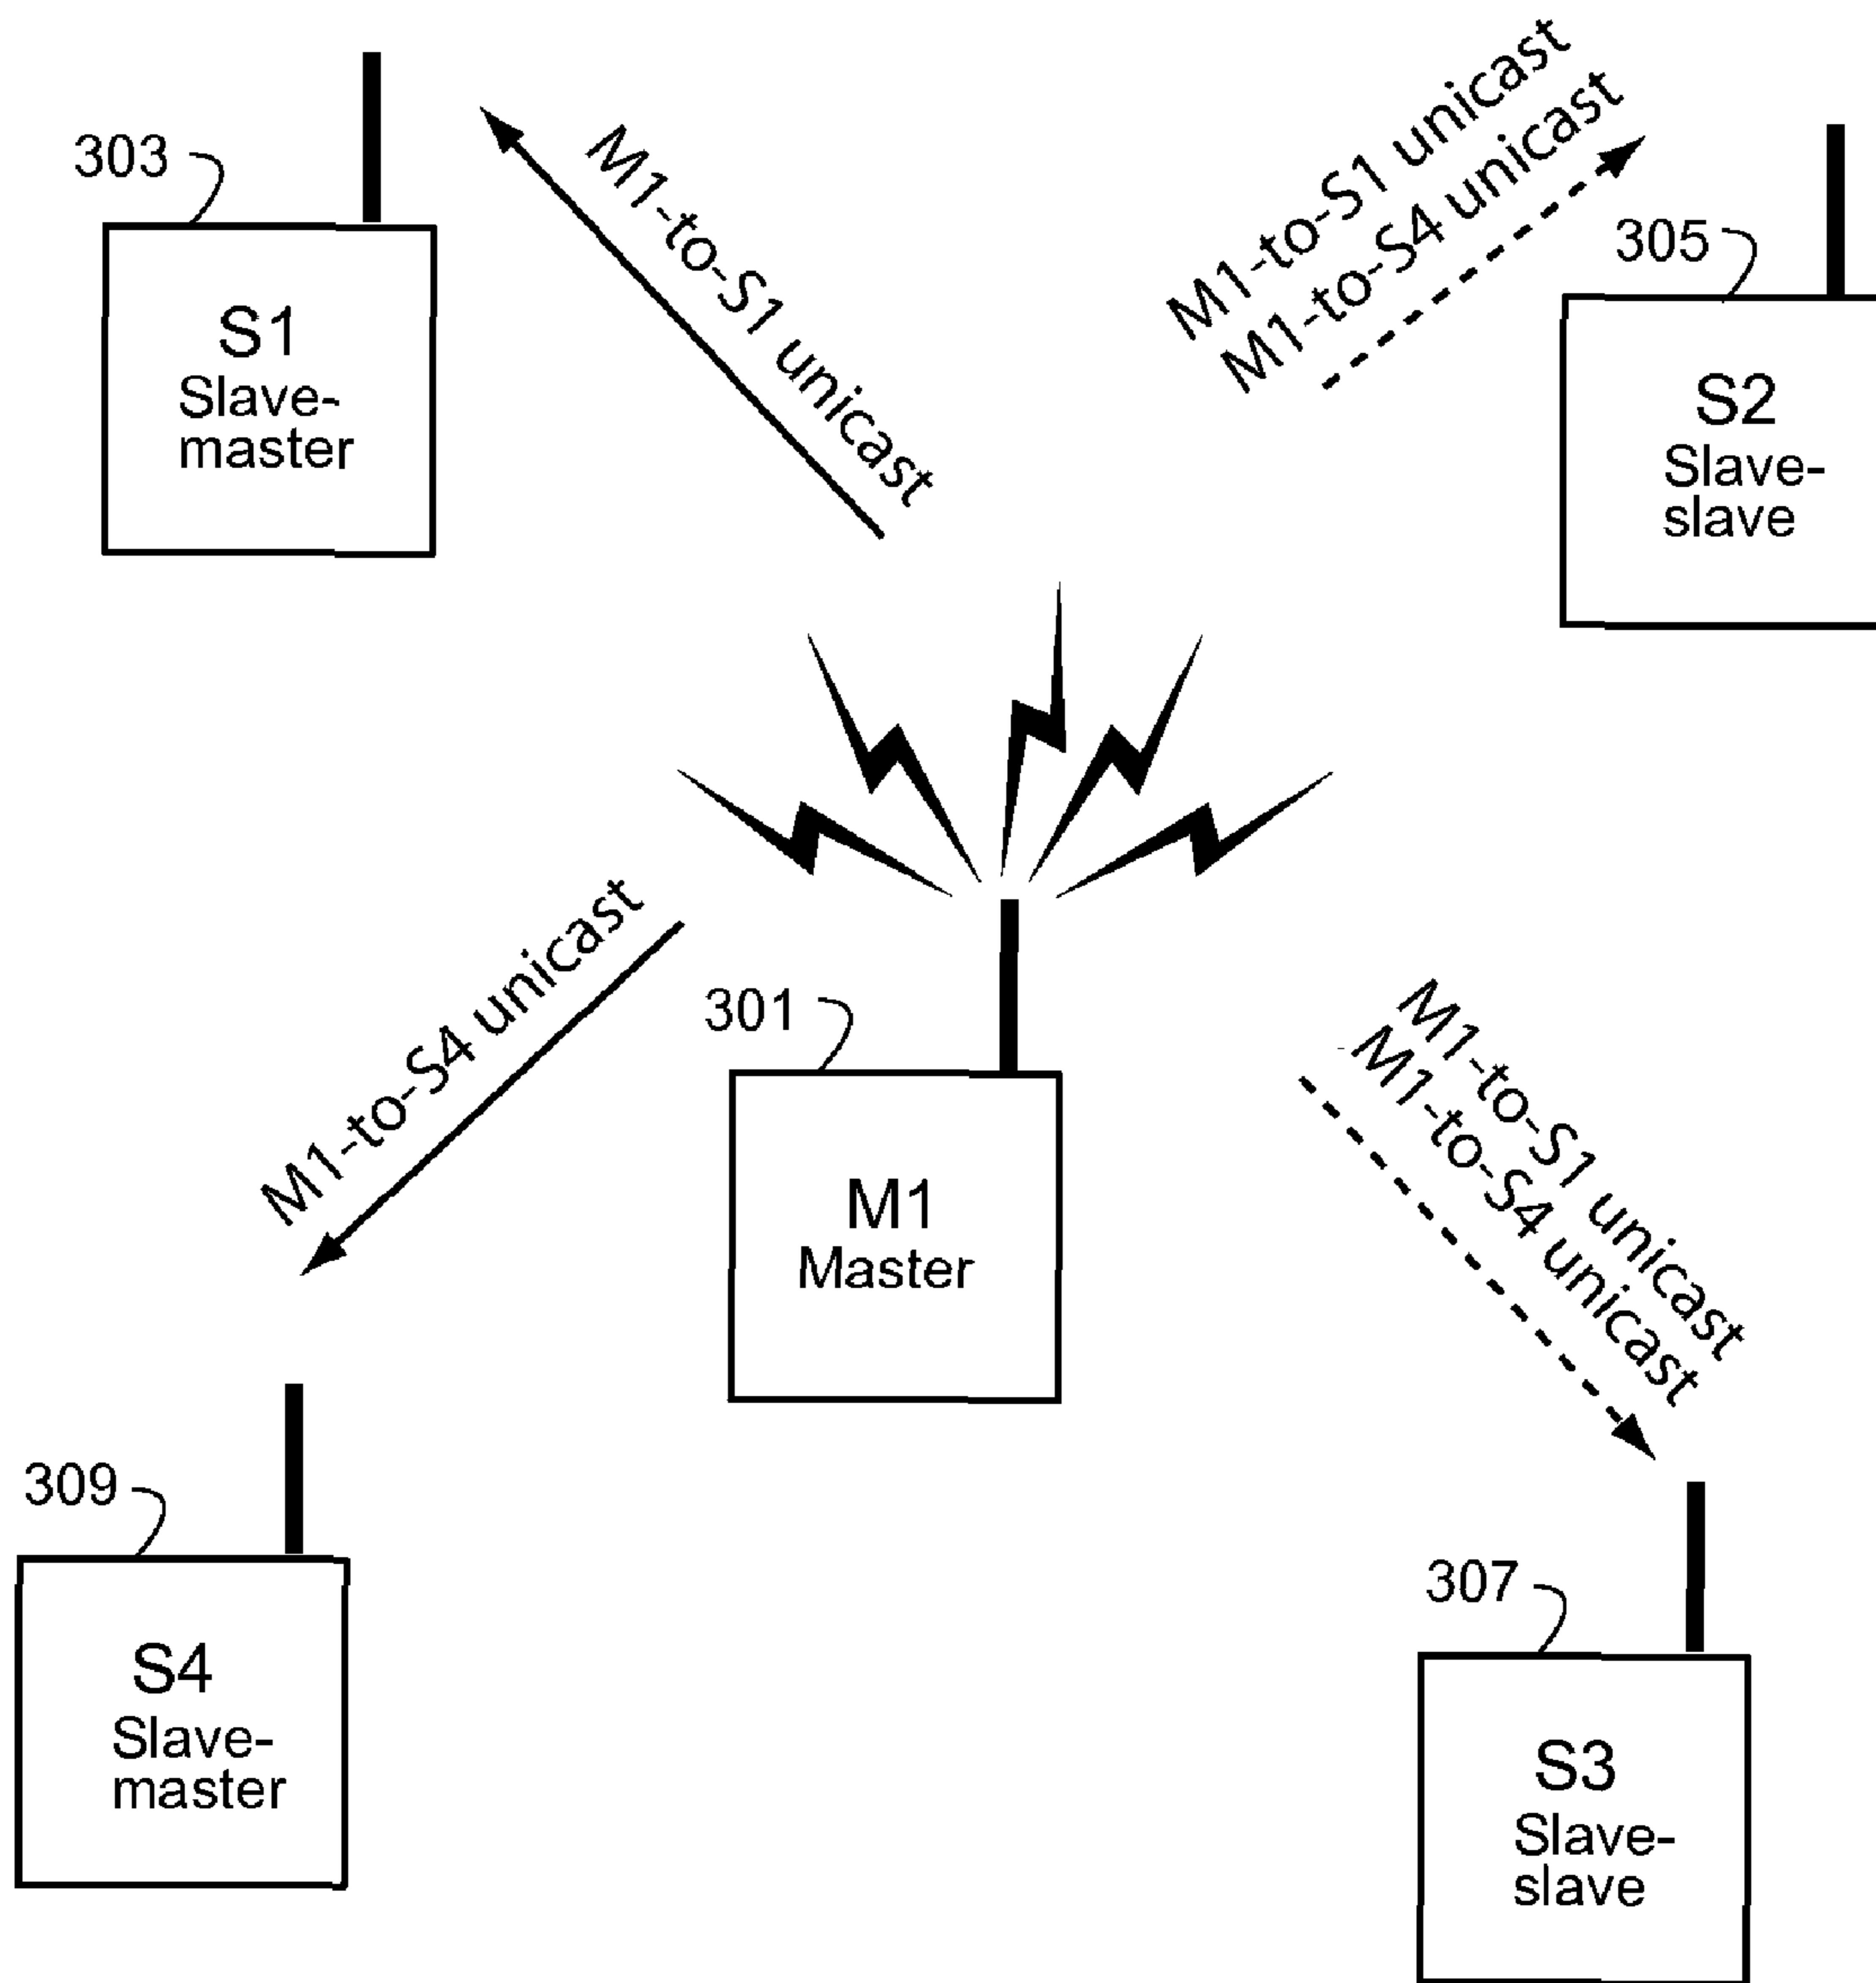 303
S1
Slave-
master
M1-to-S1 unicast
M1-to-S1 unicast
M1-to-S4 unicast
305
S2
Slave-
slave
M1-to-S4 unicast
301
M1
Master
M1-to-S1 unicast
M1-to-S4 unicast
309
S4
Slave-
master
307
S3
Slave-
slave